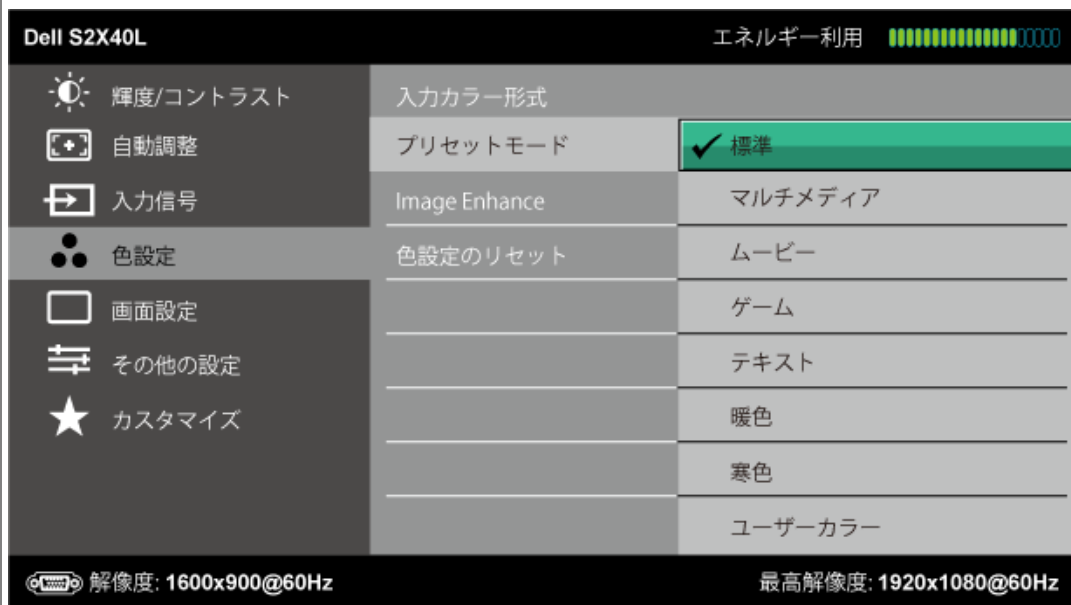 Dell S2X40L
エネルギー利用
輝度/コントラスト
自動調整
入力信号
色設定
画面設定
その他の設定
カスタマイズ
入力カラー形式
プリセットモード
Image Enhance
色設定のリセット
標準
マルチメディア
ムービー
ゲーム
テキスト
暖色
寒色
ユーザーカラー
解像度: 1600x900@60Hz
最高解像度: 1920x1080@60Hz